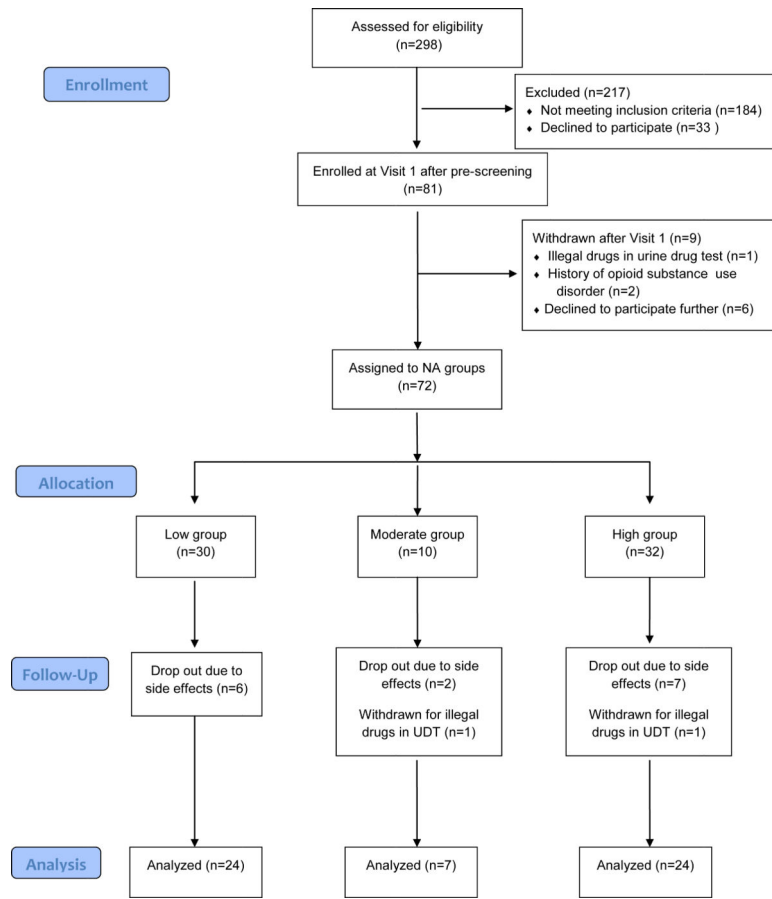 Assessed for eligibility
(n=298)
Enrollment
Excluded (n=217)
♦ Not meeting inclusion criteria (n=184)
♦ Declined to participate (n=33 )
Enrolled at Visit 1 after pre-screening
(n=81)
Withdrawn after Visit 1 (n=9)
♦ Illegal drugs in urine drug test (n=1)
♦ History of opioid substance use
disorder (n=2)
♦ Declined to participate further (n=6)
Assigned to NA groups
(n=72)
Allocation
Low group
(n=30)
Moderate group
(n=10)
High group
(n=32)
Follow-Up
Drop out due to
side effects (n=6)
Drop out due to side
effects (n=2)
Withdrawn for illegal
drugs in UDT (n=1)
Drop out due to side
effects (n=7)
Withdrawn for illegal
drugs in UDT (n=1)
Analysis
Analyzed (n=24)
Analyzed (n=7)
Analyzed (n=24)